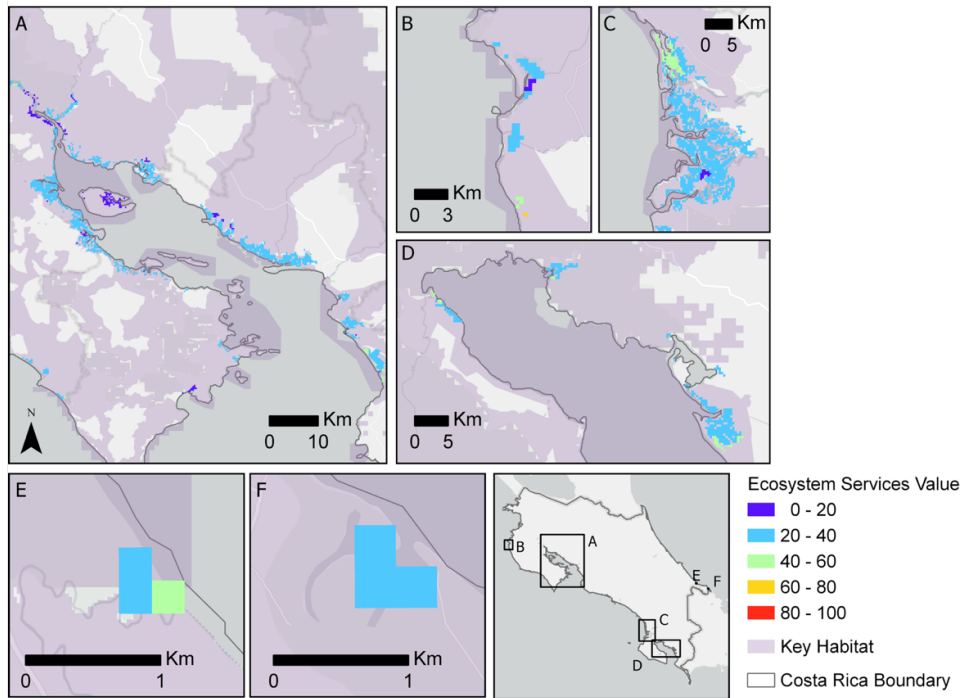 A
N
Km
0 10
B
Km
0 3
C
Km
0 5
D
Km
0 5
E
Km
0 1
F
Km
0 1
A
B
C
D
E
F
Ecosystem Services Value
0 - 20
20 - 40
40 - 60
60 - 80
80 - 100
Key Habitat
Costa Rica Boundary